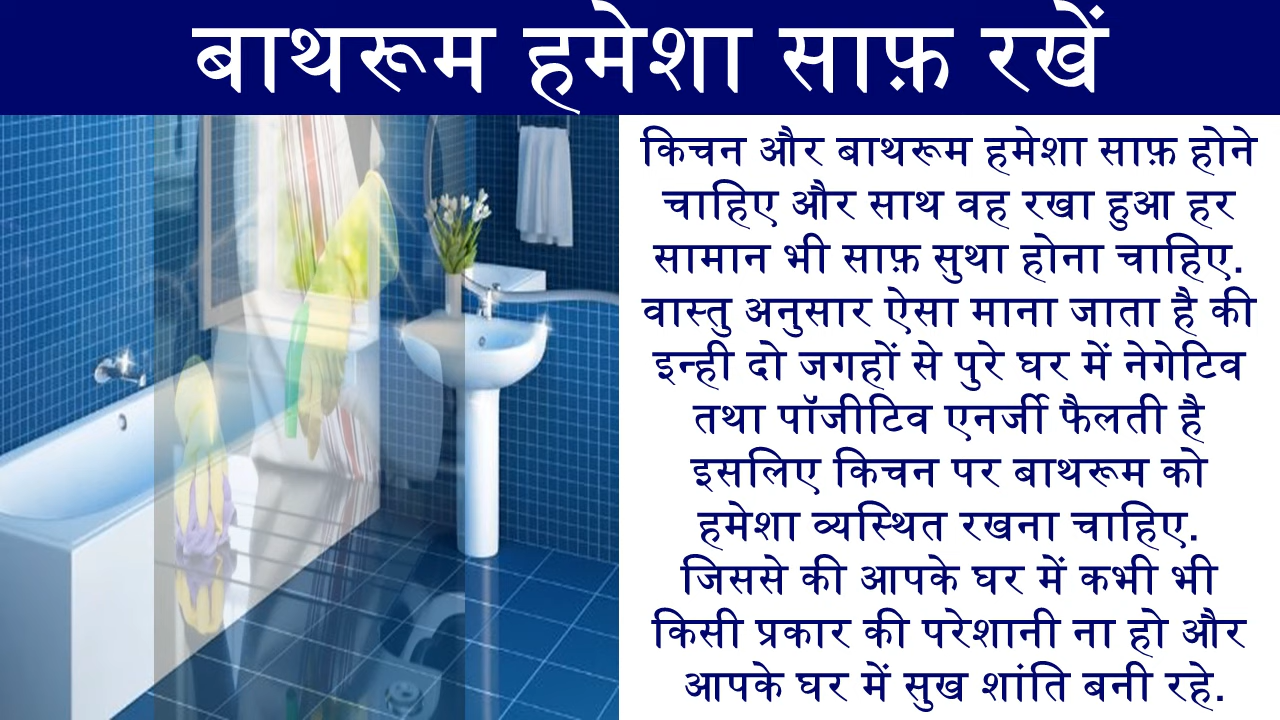 बाथरूम हमेशा साफ़ रखें
किचन और बाथरूम हमेशा साफ़ होने
चाहिए और साथ वह रखा हुआ हर
सामान भी साफ़ सुथा होना चाहिए.
वास्तु अनुसार ऐसा माना जाता है की
इन्ही दो जगहों से पुरे घर में नेगेटिव
तथा पॉजीटिव एनर्जी फैलती है
इसलिए किचन पर बाथरूम को
हमेशा व्यस्थित रखना चाहिए.
जिससे की आपके घर में कभी भी
किसी प्रकार की परेशानी ना हो और
आपके घर में सुख शांति बनी रहे.